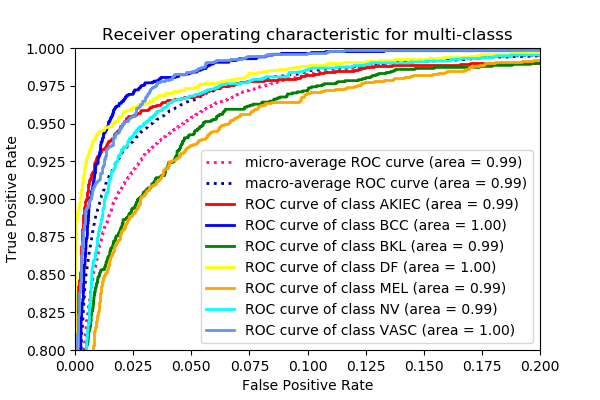 Receiver operating characteristic for multi-classs
True Positive Rate
1.000
0.975
0.950
0.925
0.900
0.875
0.850
0.825
0.800
micro-average ROC curve (area = 0.99)
macro-average ROC curve (area = 0.99)
ROC curve of class AKIEC (area = 0.99)
ROC curve of class BCC (area = 1.00)
ROC curve of class BKL (area = 0.99)
ROC curve of class DF (area = 1.00)
ROC curve of class MEL (area = 0.99)
ROC curve of class NV (area = 0.99)
ROC curve of class VASC (area = 1.00)
0.000 0.025 0.050 0.075 0.100 0.125 0.150 0.175 0.200
False Positive Rate